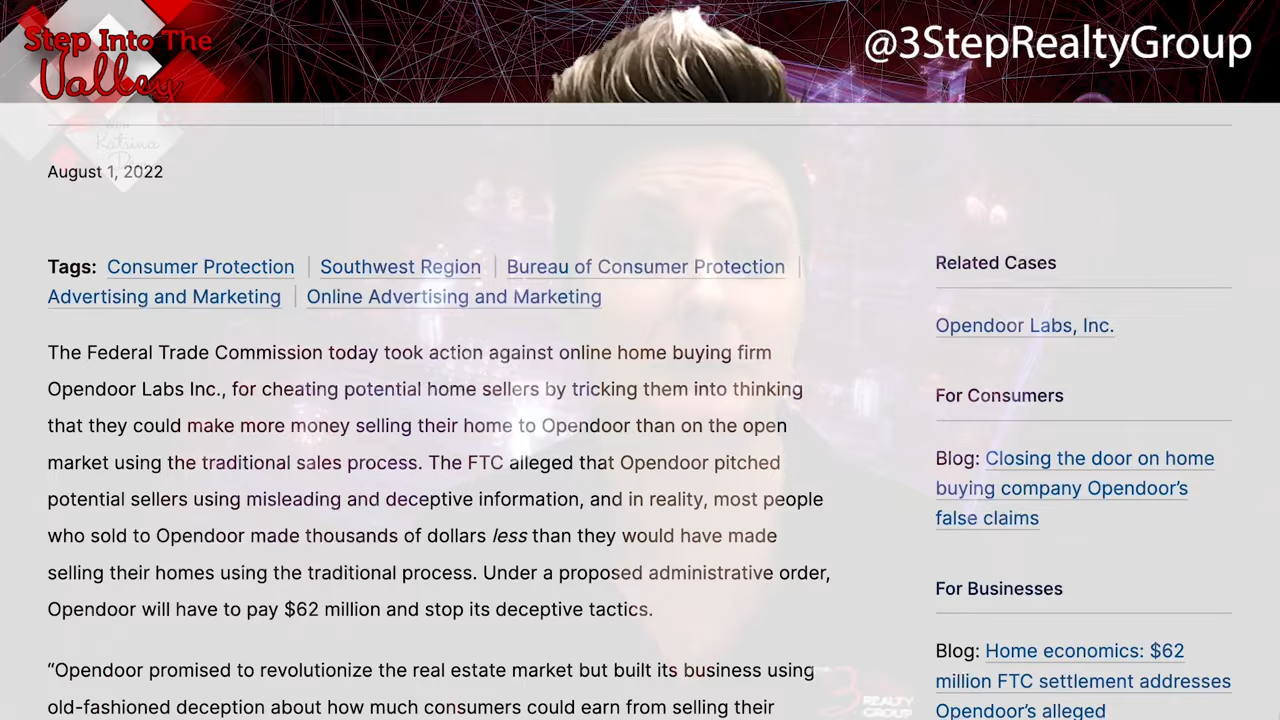 Step Into The
Valley
With
Katrina
@3StepRealtyGroup
August 1, 2022
Tags: Consumer Protection | Southwest Region | Bureau of Consumer Protection |
Advertising and Marketing | Online Advertising and Marketing
The Federal Trade Commission today took action against online home buying firm
Opendoor Labs Inc., for cheating potential home sellers by tricking them into thinking
that they could make more money selling their home to Opendoor than on the open
market using the traditional sales process. The FTC alleged that Opendoor pitched
potential sellers using misleading and deceptive information, and in reality, most people
who sold to Opendoor made thousands of dollars less than they would have made
selling their homes using the traditional process. Under a proposed administrative order,
Opendoor will have to pay $62 million and stop its deceptive tactics.
“Opendoor promised to revolutionize the real estate market but built its business using
old-fashioned deception about how much consumers could earn from selling their
Related Cases
Opendoor Labs, Inc.
For Consumers
Blog: Closing the door on home
buying company Opendoor’s
false claims
For Businesses
Blog: Home economics: $62
million FTC settlement addresses
Opendoor’s alleged
3 REALTY
GROUP